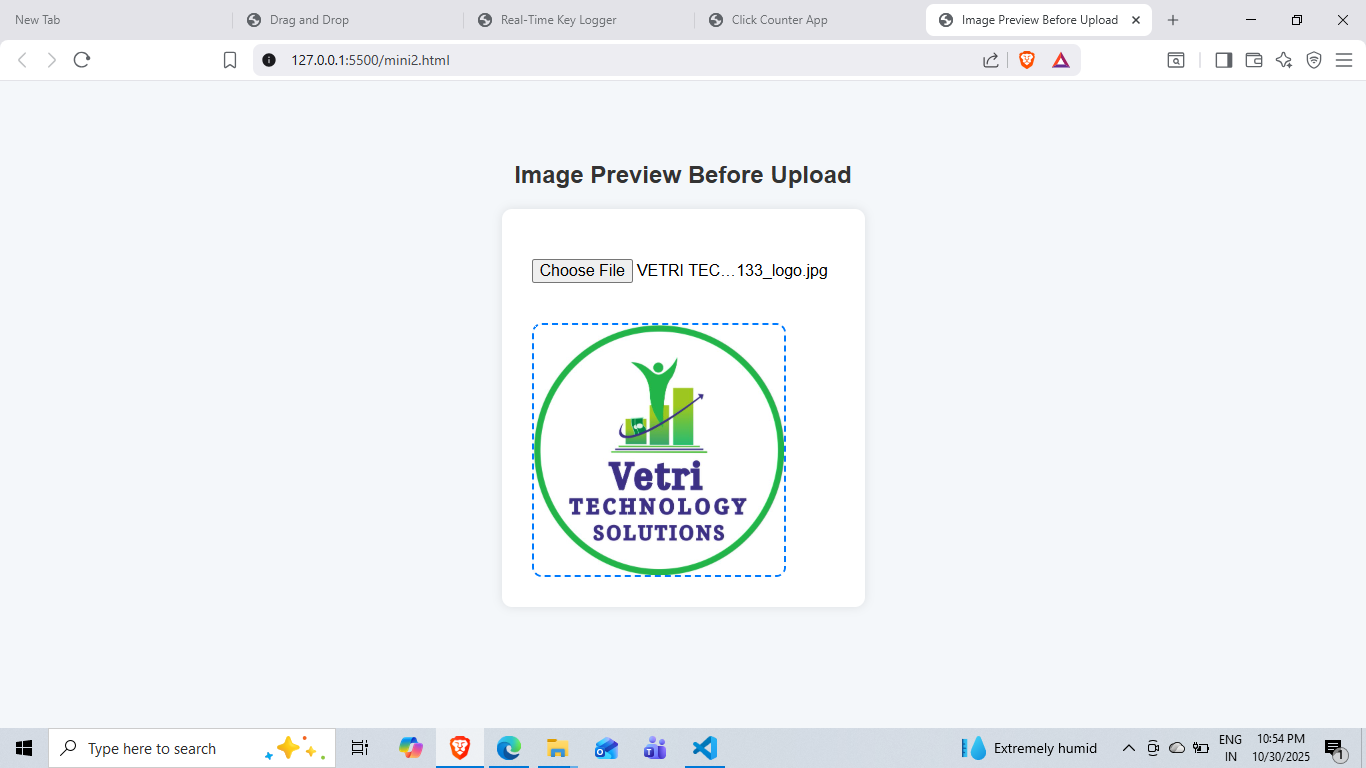 New Tab
Drag and Drop
Real-Time Key Logger
Click Counter App
Image Preview Before Upload
127.0.0.1:5500/mini2.html
Image Preview Before Upload
Choose File VETRI TEC...133_logo.jpg
Vetri
TECHNOLOGY
SOLUTIONS
Type here to search
Extremely humid
ENG
IN
10:54 PM
10/30/2025
1